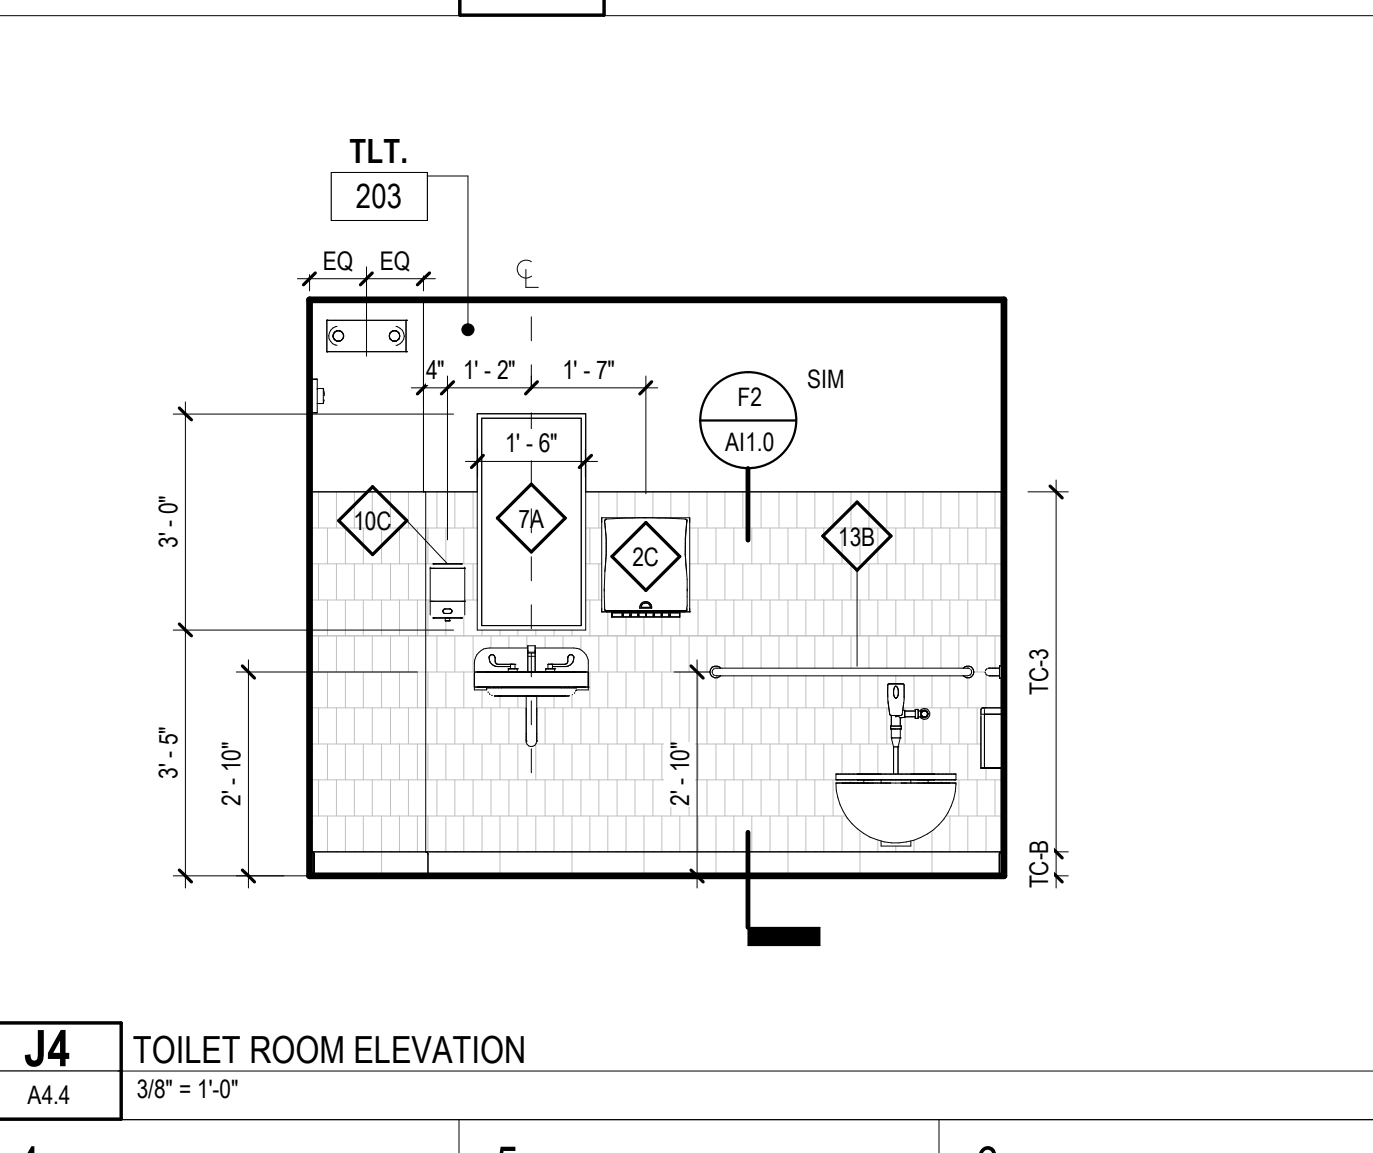 TLT.
203
EQ EQ
CL
4" 1' - 2" 1' - 7"
SIM
F2
AI1.0
1' - 6"
3' - 0"
10C
7A
2C
13B
TC-3
3' - 5"
2' - 10"
2' - 10"
TC-B
J4
TOILET ROOM ELEVATION
A4.4
3/8" = 1'-0"